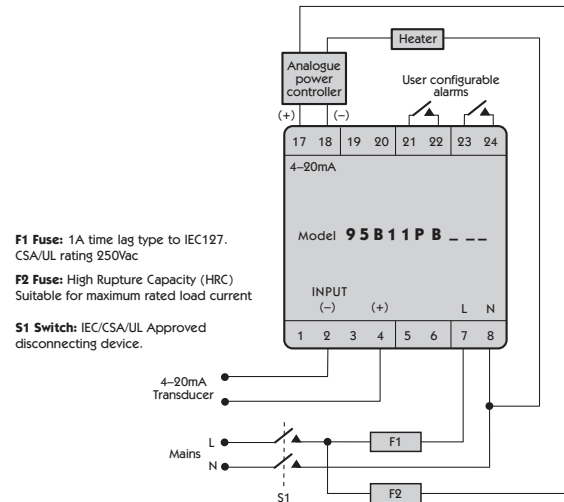 Heater
Analogue
power
controller
User configurable
alarms
(+) (-)
17 18 19 20 21 22 23 24
4–20mA
Model 95B11PB _ _ _
F1 Fuse: 1A time lag type to IEC127.
CSA/UL rating 250Vac
F2 Fuse: High Rupture Capacity (HRC)
Suitable for maximum rated load current
S1 Switch: IEC/CSA/UL Approved
disconnecting device.
INPUT
(-) (+) L N
1 2 3 4 5 6 7 8
4–20mA
Transducer
L
Mains
N
F1
S1
F2